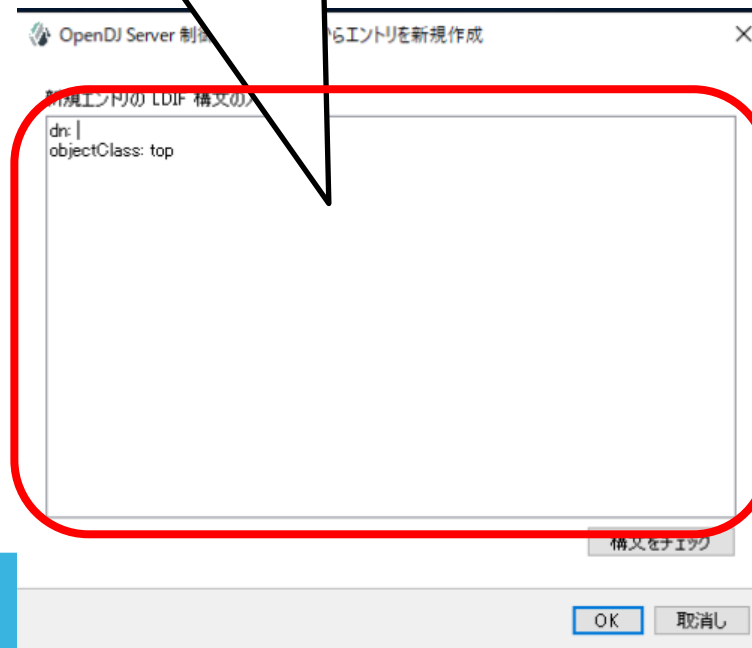 OpenDJ Server 制御 らエントリを新規作成
新規エントリの LDIF 構文の入
dn:
objectClass: top
構文をチェック
OK 取消し